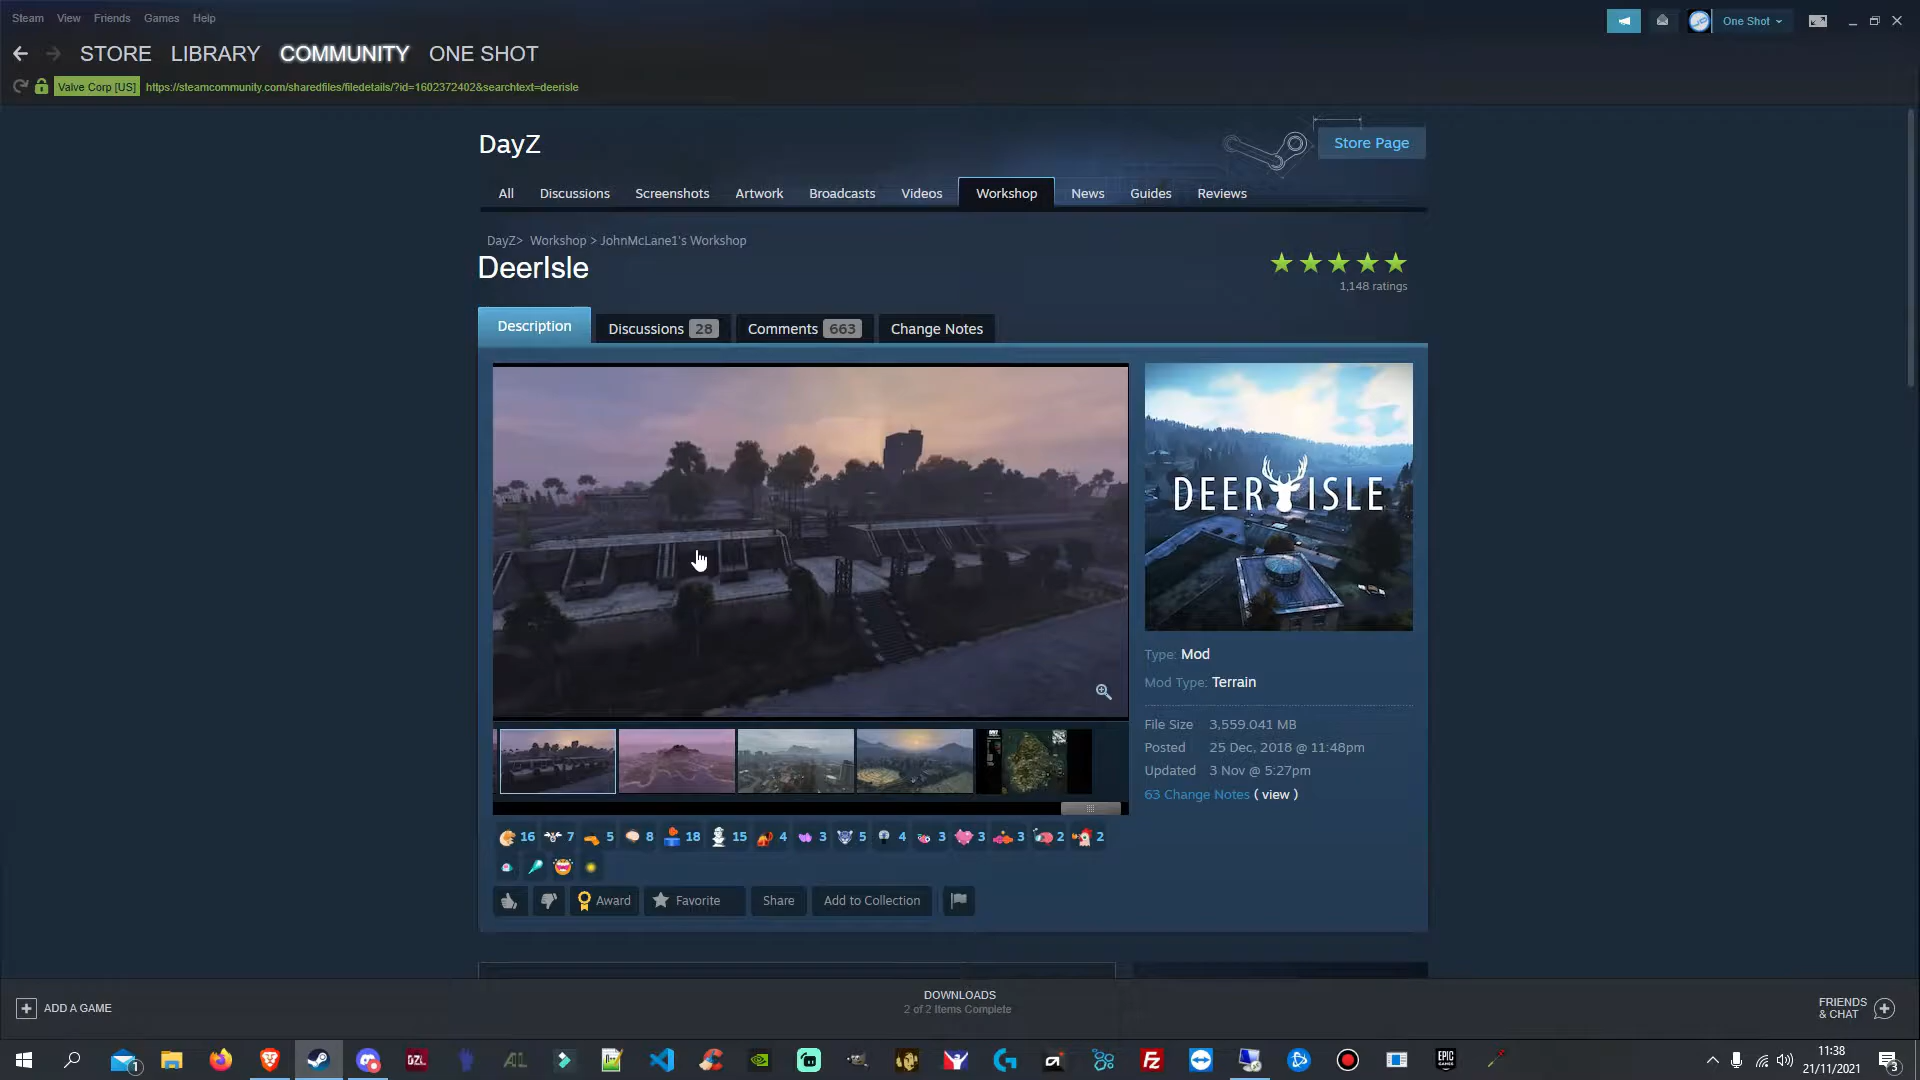 Steam View Friends Games Help
One Shot
STORE LIBRARY COMMUNITY ONE SHOT
Valve Corp [US] https://steamcommunity.com/sharedfiles/filedetails/?id=1602372402&searchtext=deerisle
DayZ
Store Page
All Discussions Screenshots Artwork Broadcasts Videos Workshop News Guides Reviews
DayZ> Workshop > JohnMcLane1's Workshop
DeerIsle
1,148 ratings
Description Discussions 28 Comments 663 Change Notes
DEER ISLE
Type: Mod
Mod Type: Terrain
File Size 3,559.041 MB
Posted 25 Dec, 2018 @ 11:48pm
Updated 3 Nov @ 5:27pm
63 Change Notes ( view )
16 7 5 8 18 15 4 3 5 4 3 3 3 2 2
Award Favorite Share Add to Collection
ADD A GAME
DOWNLOADS
2 of 2 Items Complete
FRIENDS
& CHAT
1 DZL AL EPIC GAMES
11:38
21/11/2021
3